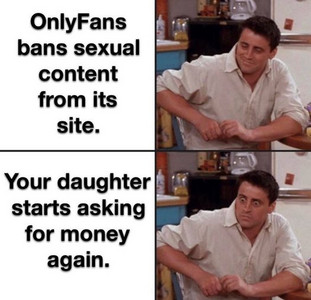 OnlyFans
bans sexual
content
from its
site.
Your daughter
starts asking
for money
again.